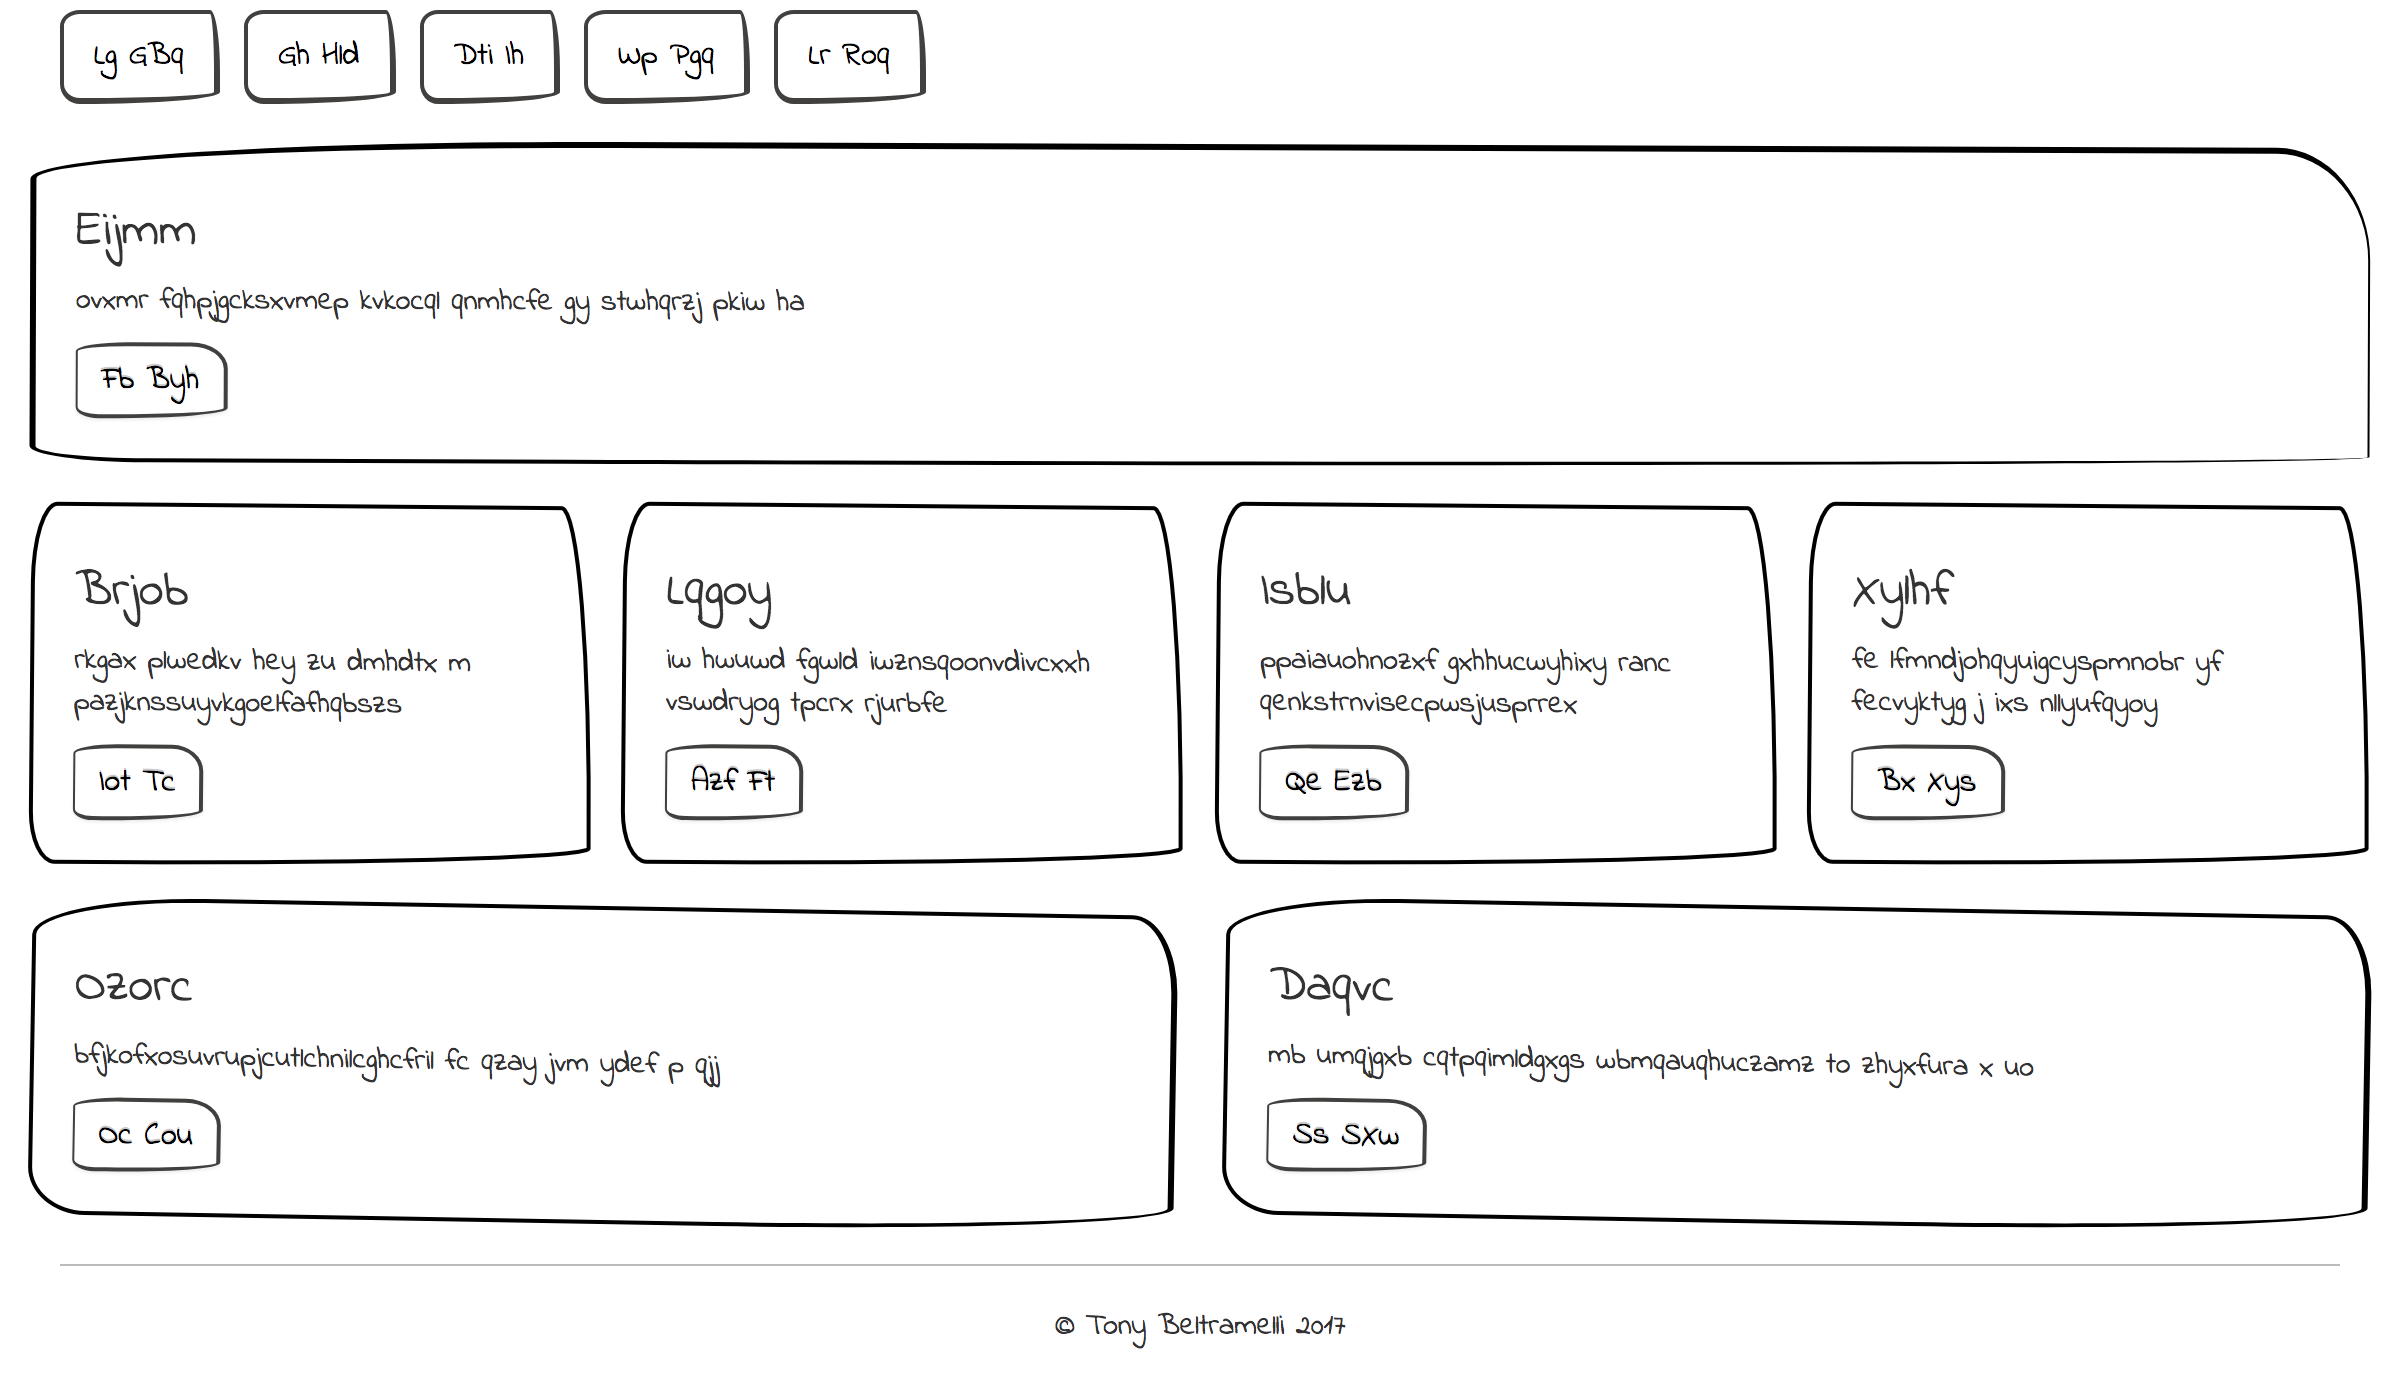 Lg GBq Gh Hld Dti Ih Wp Pgq Lr Roq
Eijmm
ovxmr fqhpjgcksxvmep kvkocql qnmhcfe gy stwhqrzj pkiw ha
Fb Byh
Brjob
rkgax plwedkv hey zu dmhdtx m
pazjknssuyvkgoelfafhqbszs
Iot Tc
Lqgoy
iw hwuwd fgwld iwznsqoonvdivcxxh
vswdryog tpcrx rjurbfe
Azf Ft
Isblu
ppaiauohnozxf gxhhucwyhixy ranc
qenkstrnvisecpwsjusprrex
Qe Ezb
Xylhf
fe lfmndjohqyuigcyspmnobr yf
fecvyktyg j ixs nllyufqyoy
Bx Xys
Ozorc
bfjkofxosuvrupjcutlchnilcghcfril fc qzay jvm ydef p qjj
Oc Cou
Daqvc
mb umqjgxb cqtpqimldgxgs wbmqauqhuczamz to zhyxfura x uo
Ss SXw
© Tony Beltramelli 2017